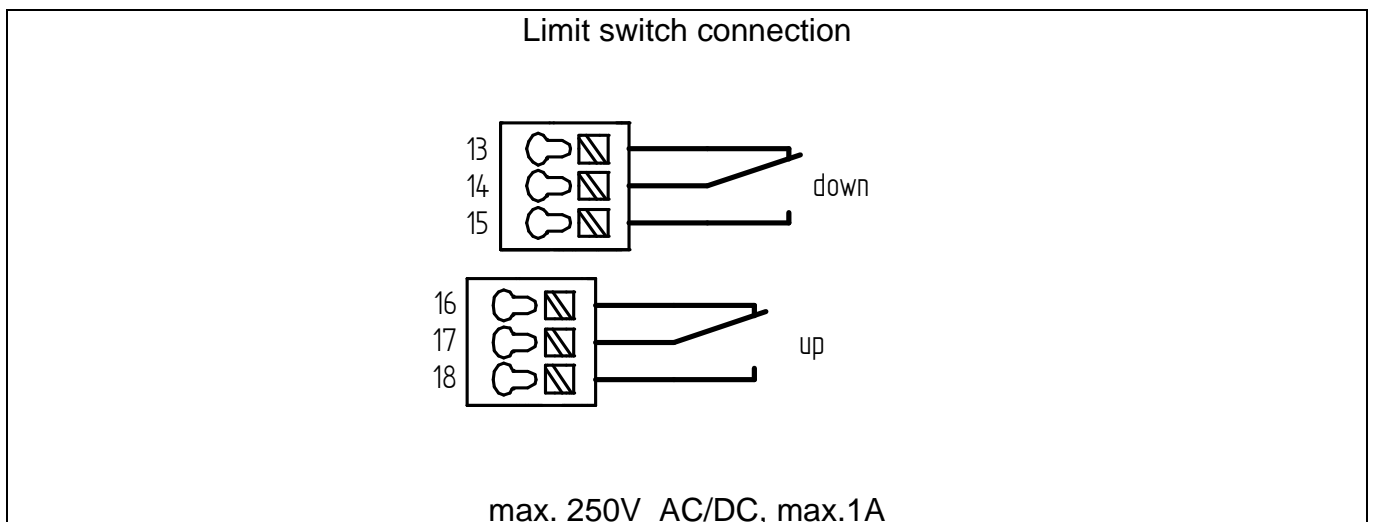 Limit switch connection
13
14
down
15
16
17
up
18
max. 250V AC/DC, max.1A